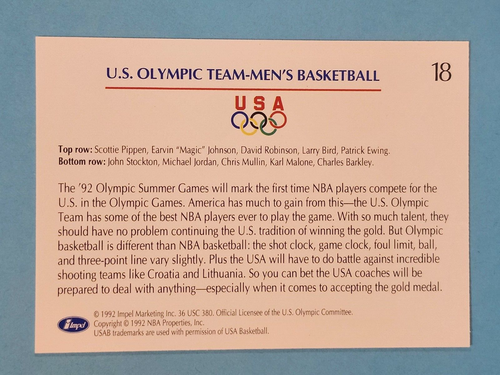 U.S. OLYMPIC TEAM-MEN'S BASKETBALL
18
USA
Top row: Scottie Pippen, Earvin "Magic" Johnson, David Robinson, Larry Bird, Patrick Ewing.
Bottom row: John Stockton, Michael Jordan, Chris Mullin, Karl Malone, Charles Barkley.
The '92 Olympic Summer Games will mark the first time NBA players compete for the
U.S. in the Olympic Games. America has much to gain from this—the U.S. Olympic
Team has some of the best NBA players ever to play the game. With so much talent, they
should have no problem continuing the U.S. tradition of winning the gold. But Olympic
basketball is different than NBA basketball: the shot clock, game clock, foul limit, ball,
and three-point line vary slightly. Plus the USA will have to do battle against incredible
shooting teams like Croatia and Lithuania. So you can bet the USA coaches will be
prepared to deal with anything—especially when it comes to accepting the gold medal.
Impel
© 1992 Impel Marketing Inc. 36 USC 380. Official Licensee of the U.S. Olympic Committee.
Copyright © 1992 NBA Properties, Inc.
USAB trademarks are used with permission of USA Basketball.